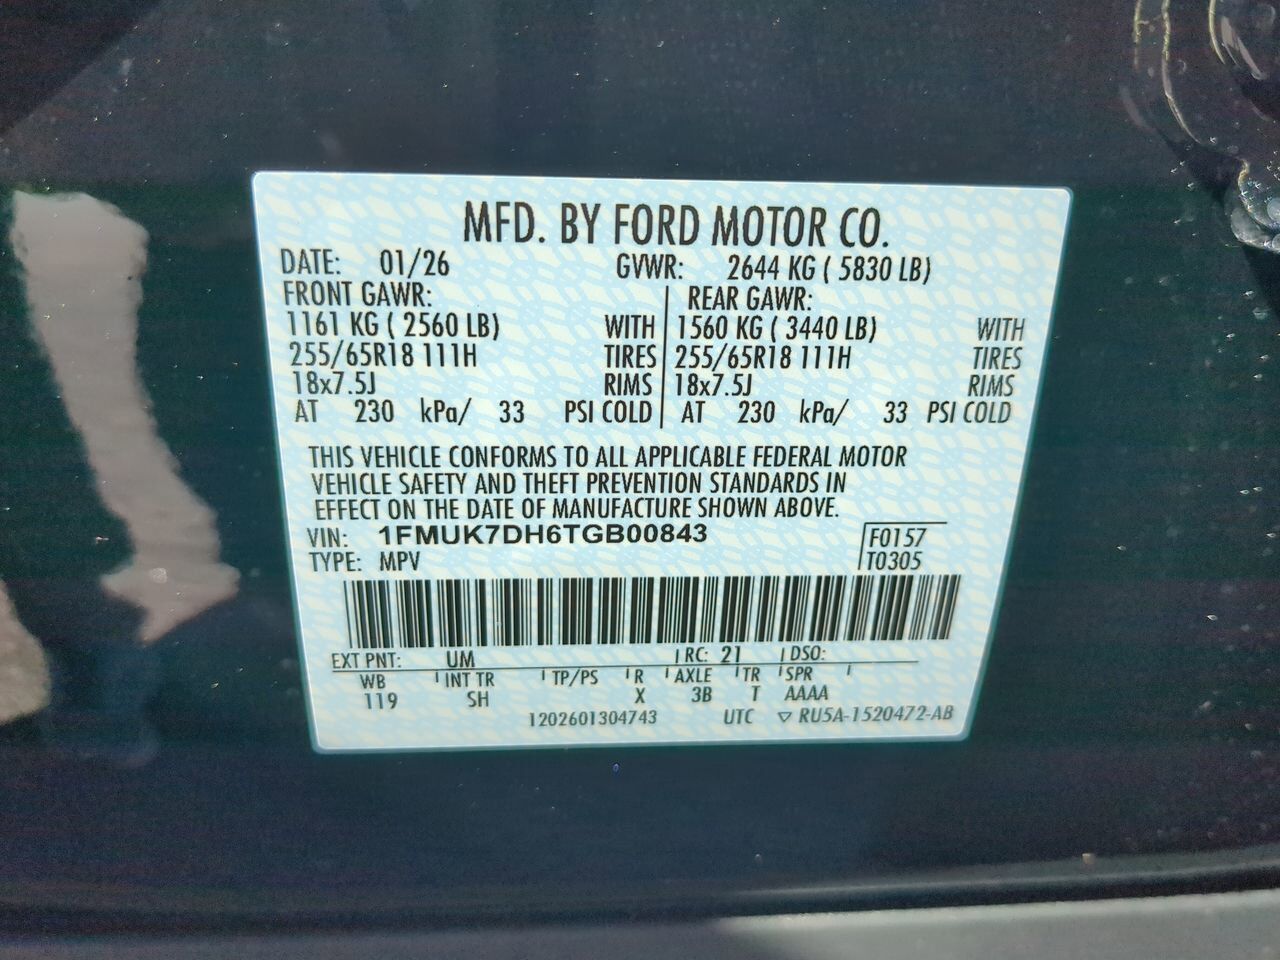 MFD. BY FORD MOTOR CO.
DATE: 01/26 GVWR: 2644 KG ( 5830 LB)
FRONT GAWR: REAR GAWR:
1161 KG ( 2560 LB) WITH 1560 KG ( 3440 LB) WITH
255/65R18 111H TIRES 255/65R18 111H TIRES
18x7.5J RIMS 18x7.5J RIMS
AT 230 kPa/ 33 PSI COLD AT 230 kPa/ 33 PSI COLD
THIS VEHICLE CONFORMS TO ALL APPLICABLE FEDERAL MOTOR
VEHICLE SAFETY AND THEFT PREVENTION STANDARDS IN
EFFECT ON THE DATE OF MANUFACTURE SHOWN ABOVE.
VIN: 1FMUK7DH6TGB00843 F0157
TYPE: MPV T0305
EXT PNT: UM RC: 21 DSO:
WB INT TR TP/PS R AXLE TR SPR
119 SH X 3B T AAAA
1202601304743 UTC ▽ RU5A-1520472-AB